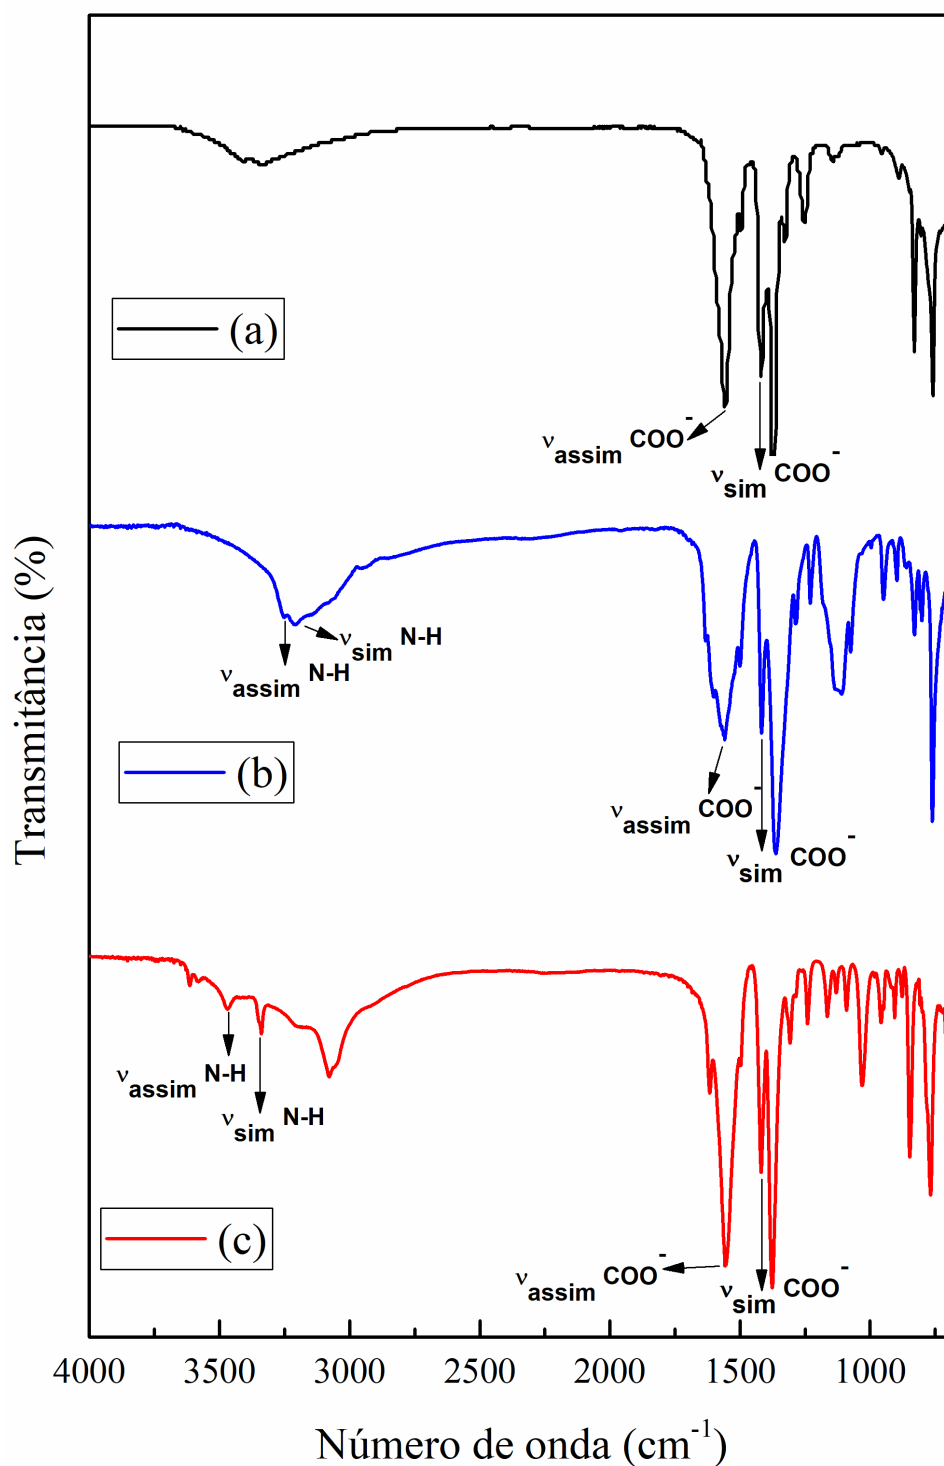 (a)
νassim COO-
νsim COO-
Transmitância (%)
νsim N-H
νassim N-H
(b)
νassim COO-
νsim COO-
νassim N-H
νsim N-H
(c)
νassim COO-
νsim COO-
4000 3500 3000 2500 2000 1500 1000
Número de onda (cm-1)